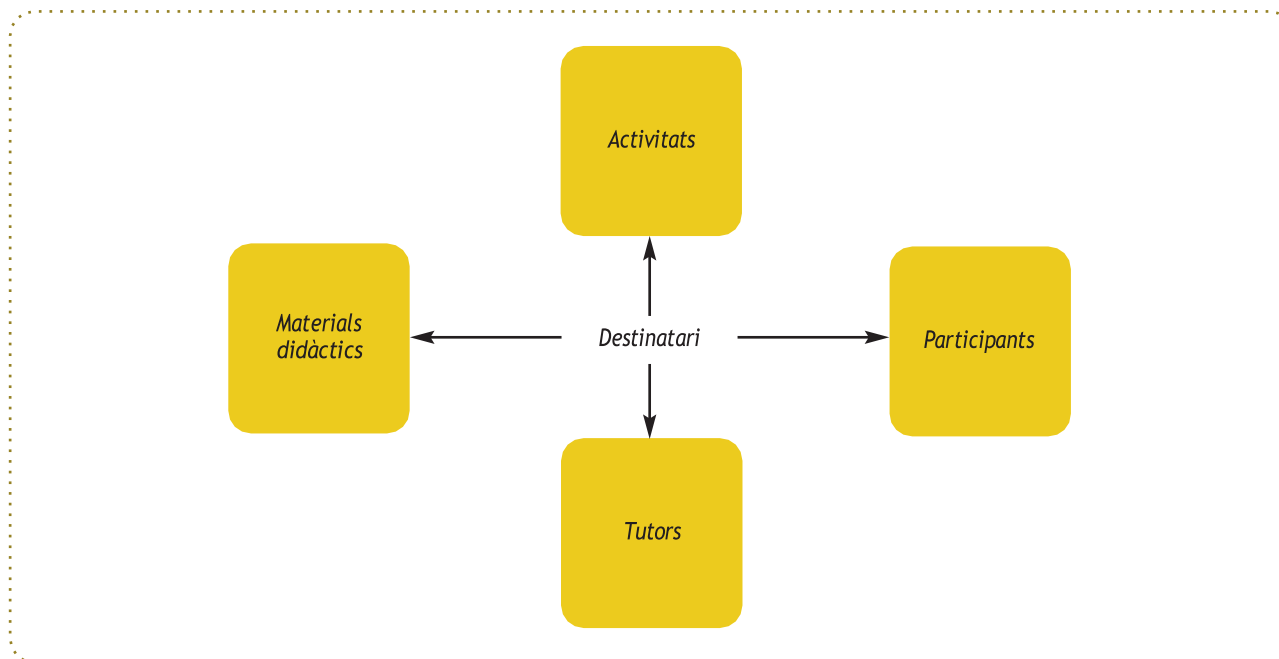 Activitats
Materials
didàctics
Destinatari
Participants
Tutors